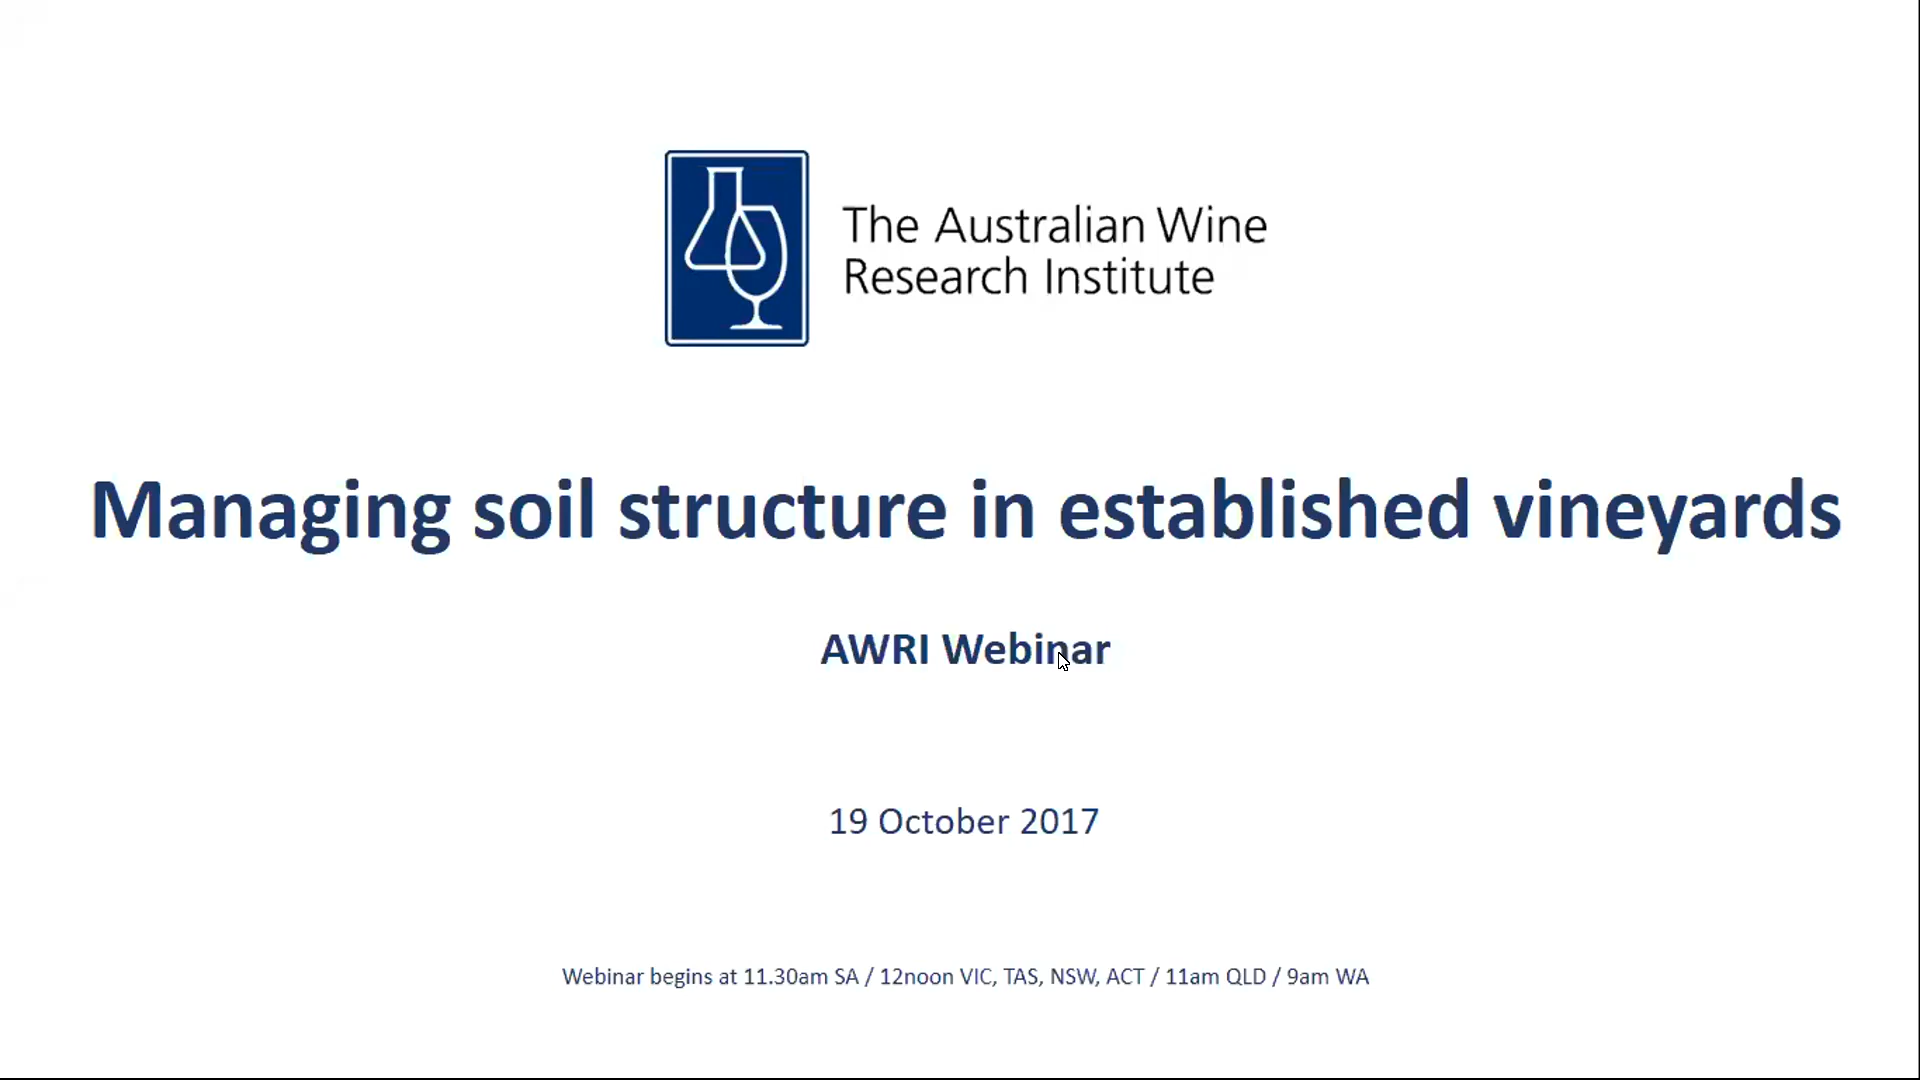 The Australian Wine
Research Institute
Managing soil structure in established vineyards
AWRI Webinar
19 October 2017
Webinar begins at 11.30am SA / 12noon VIC, TAS, NSW, ACT / 11am QLD / 9am WA